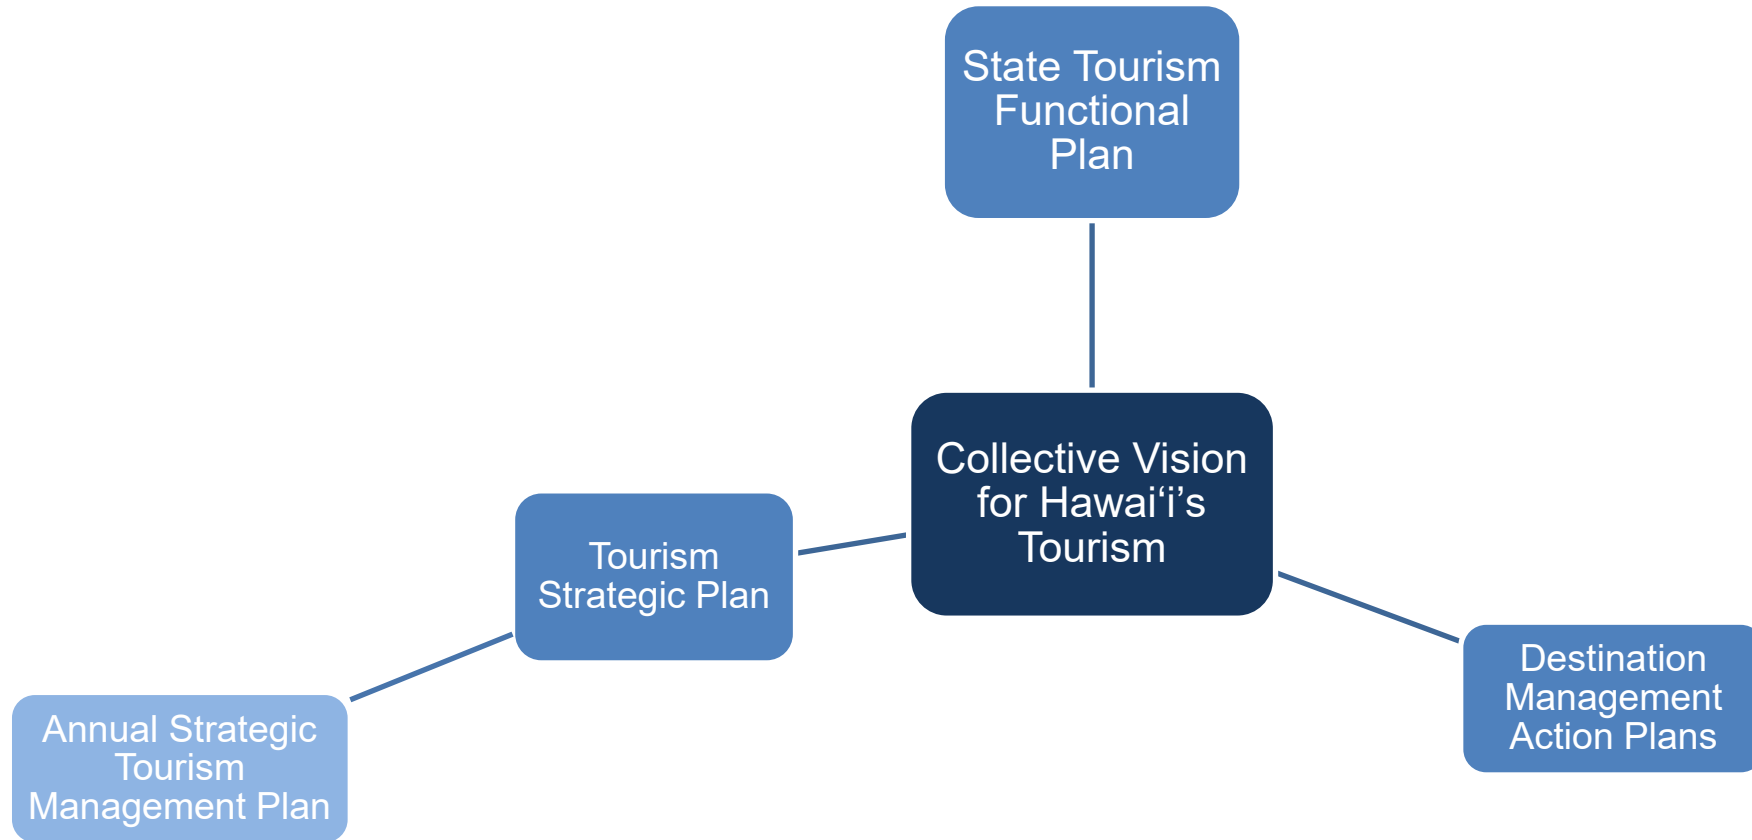 State Tourism
Functional
Plan
Collective Vision
for Hawai‘i’s
Tourism
Tourism
Strategic Plan
Destination
Management
Action Plans
Annual Strategic
Tourism
Management Plan